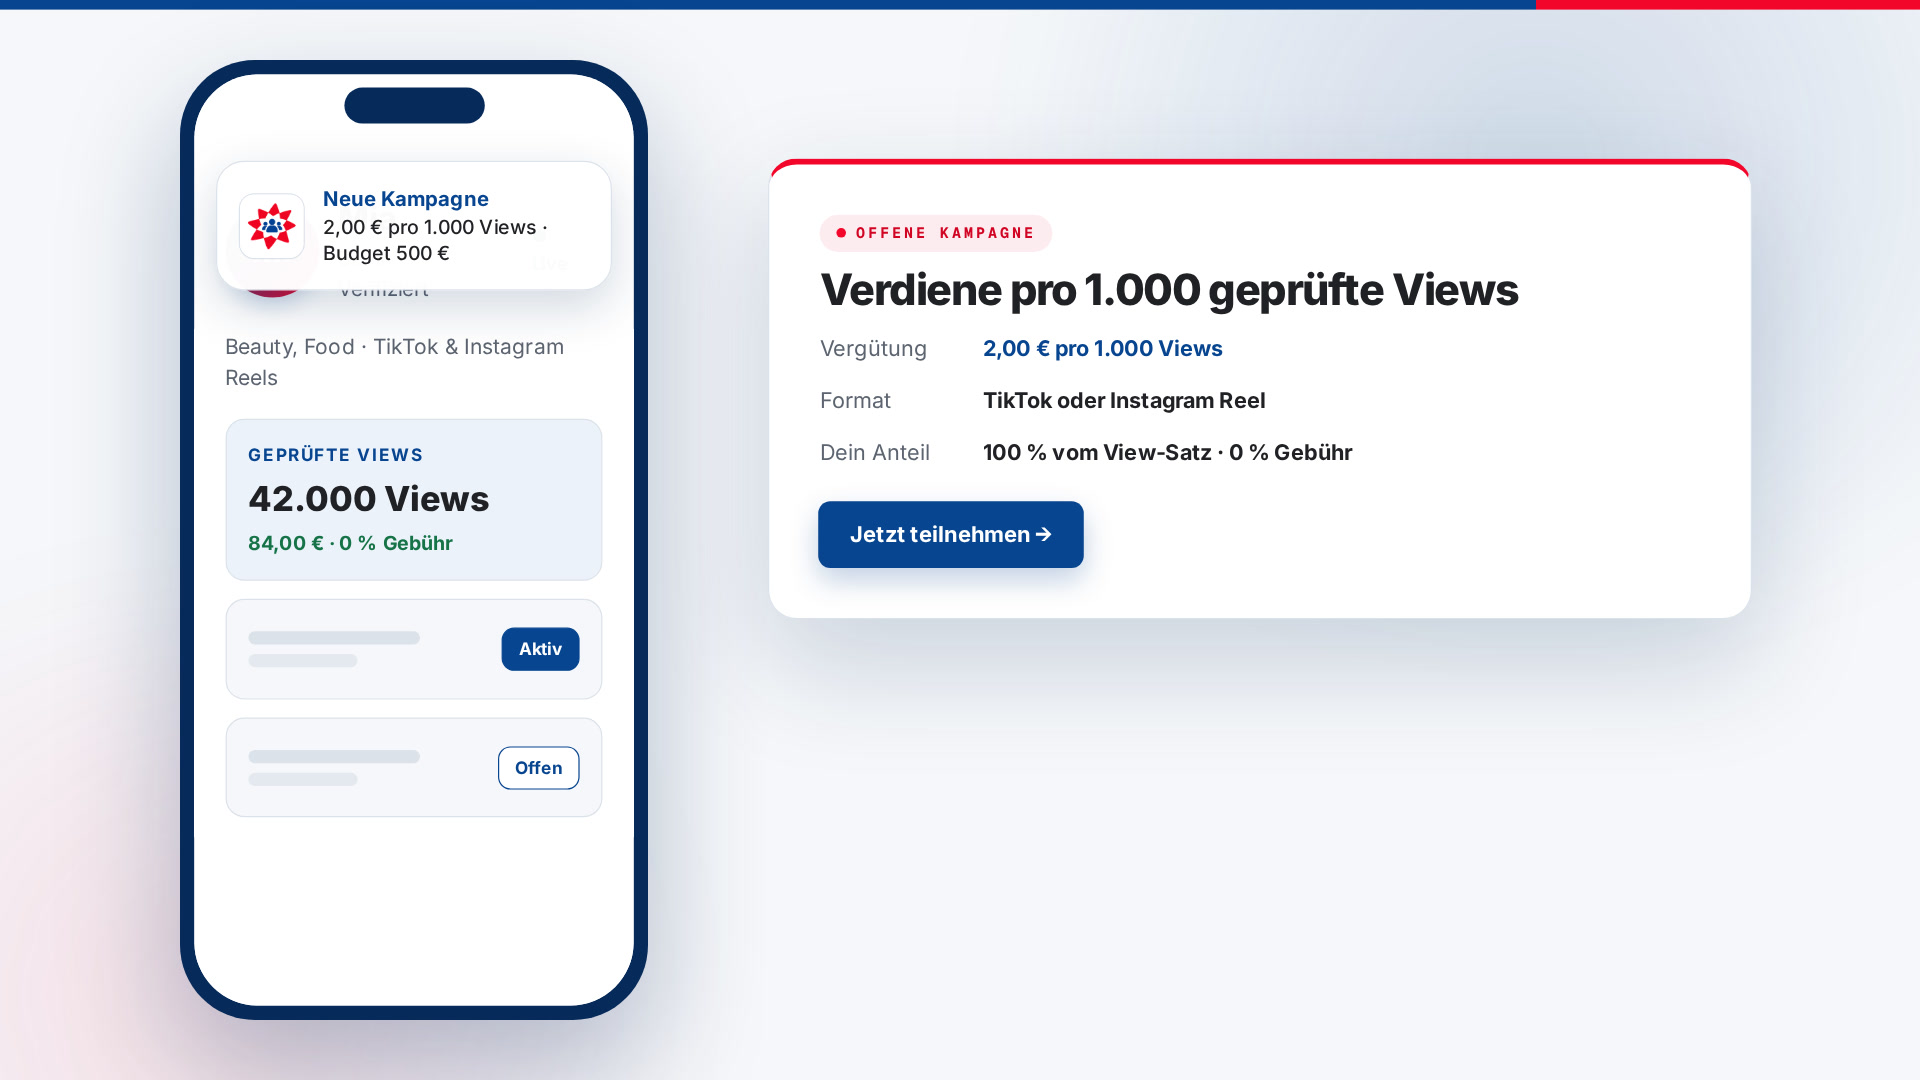 Neue Kampagne
2,00 € pro 1.000 Views ·
Budget 500 €
Verifiziert
Beauty, Food · TikTok & Instagram
Reels
GEPRÜFTE VIEWS
42.000 Views
84,00 € · 0 % Gebühr
Aktiv
Offen
OFFENE KAMPAGNE
Verdiene pro 1.000 geprüfte Views
Vergütung 2,00 € pro 1.000 Views
Format TikTok oder Instagram Reel
Dein Anteil 100 % vom View-Satz · 0 % Gebühr
Jetzt teilnehmen →